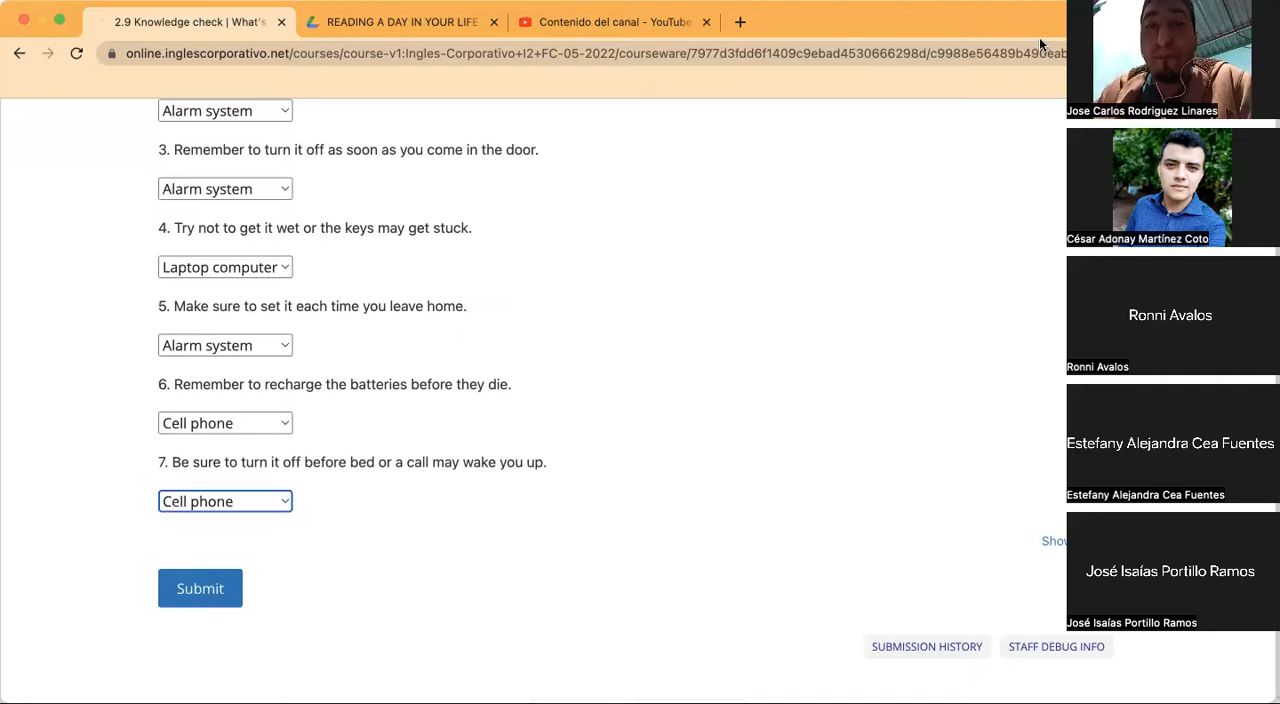 2.9 Knowledge check | What's
READING A DAY IN YOUR LIFE
Contenido del canal - YouTube
online.inglescorporativo.net/courses/course-v1:Ingles-Corporativo+I2+FC-05-2022/courseware/7977d3fdd6f1409c9ebad4530666298d/c9988e56489b490eab
Alarm system
3. Remember to turn it off as soon as you come in the door.
Alarm system
4. Try not to get it wet or the keys may get stuck.
Laptop computer
5. Make sure to set it each time you leave home.
Alarm system
6. Remember to recharge the batteries before they die.
Cell phone
7. Be sure to turn it off before bed or a call may wake you up.
Cell phone
Show
Submit
SUBMISSION HISTORY
STAFF DEBUG INFO
Jose Carlos Rodriguez Linares
César Adonay Martínez Coto
Ronni Avalos
Ronni Avalos
Estefany Alejandra Cea Fuentes
Estefany Alejandra Cea Fuentes
José Isaías Portillo Ramos
José Isaías Portillo Ramos